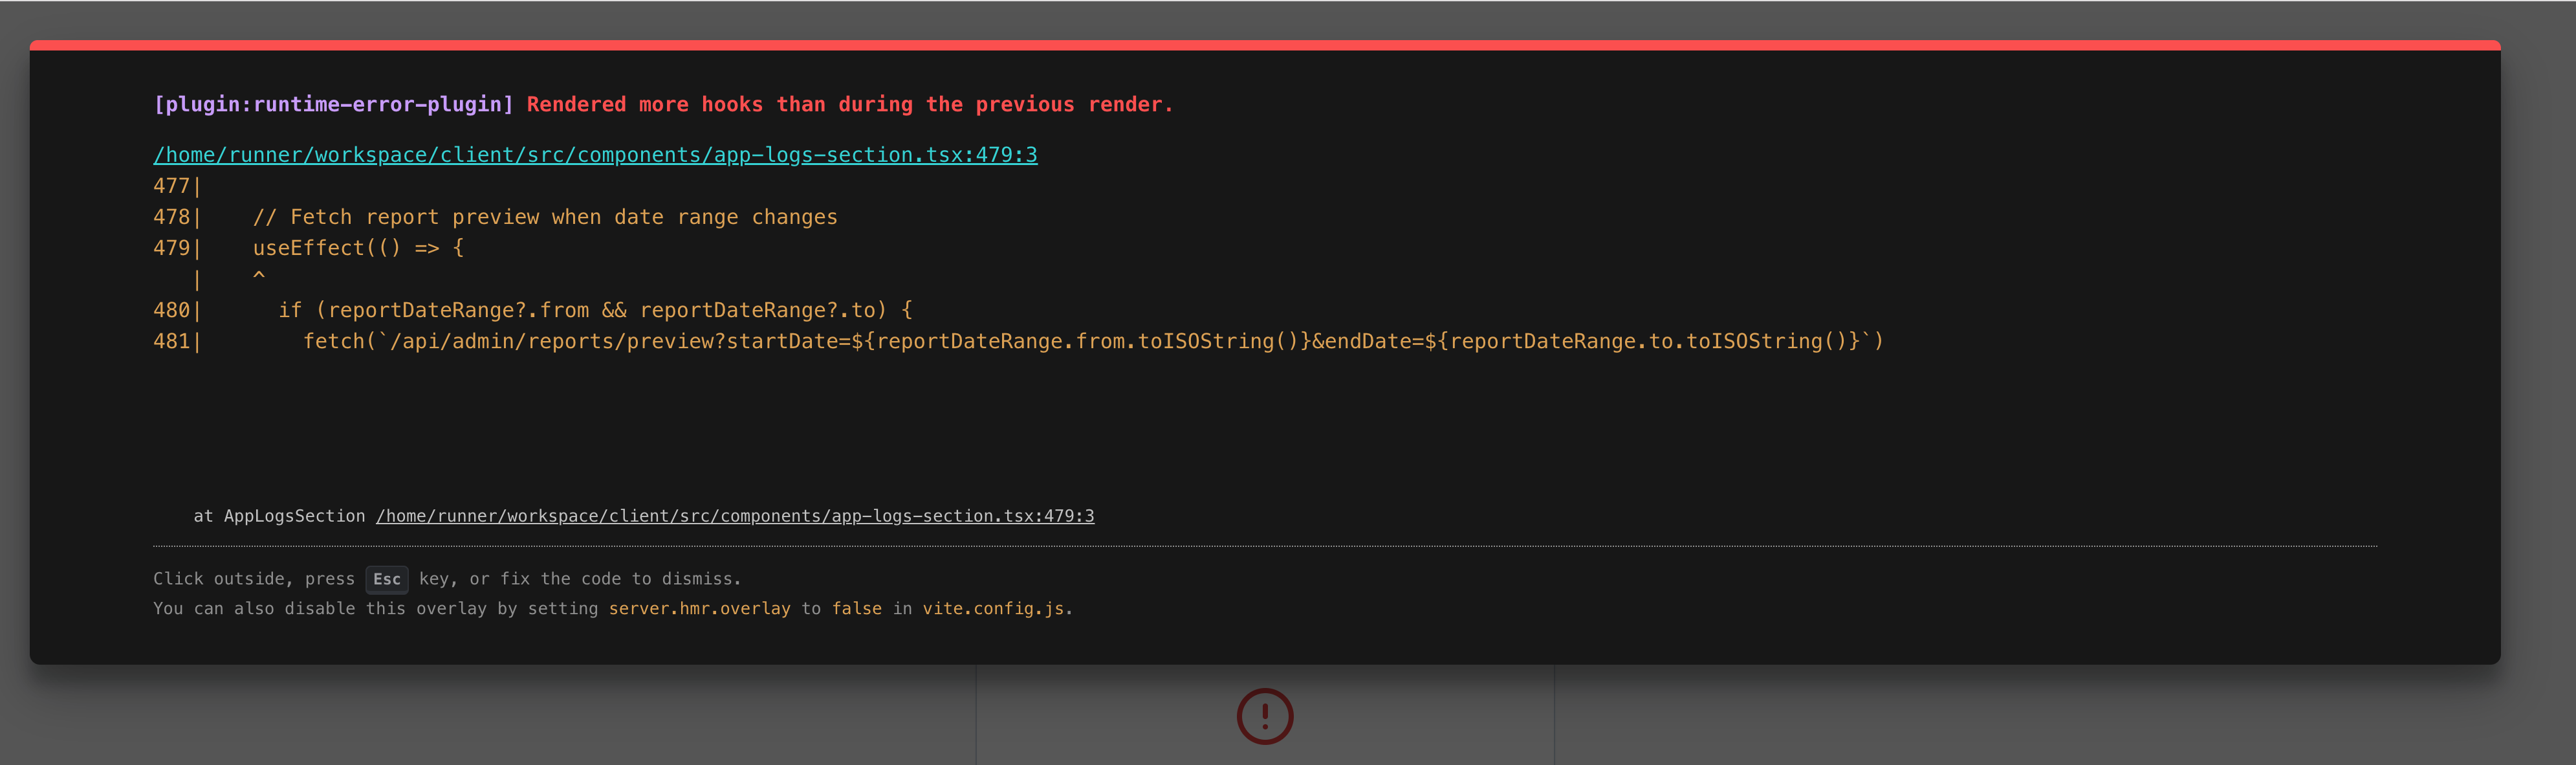 [plugin:runtime-error-plugin] Rendered more hooks than during the previous render.
/home/runner/workspace/client/src/components/app-logs-section.tsx:479:3
477|
478|    // Fetch report preview when date range changes
479|    useEffect(() => {
   |    ^
480|      if (reportDateRange?.from && reportDateRange?.to) {
481|        fetch(`/api/admin/reports/preview?startDate=${reportDateRange.from.toISOString()}&endDate=${reportDateRange.to.toISOString()}`)
at AppLogsSection /home/runner/workspace/client/src/components/app-logs-section.tsx:479:3
Click outside, press Esc key, or fix the code to dismiss.
You can also disable this overlay by setting server.hmr.overlay to false in vite.config.js.